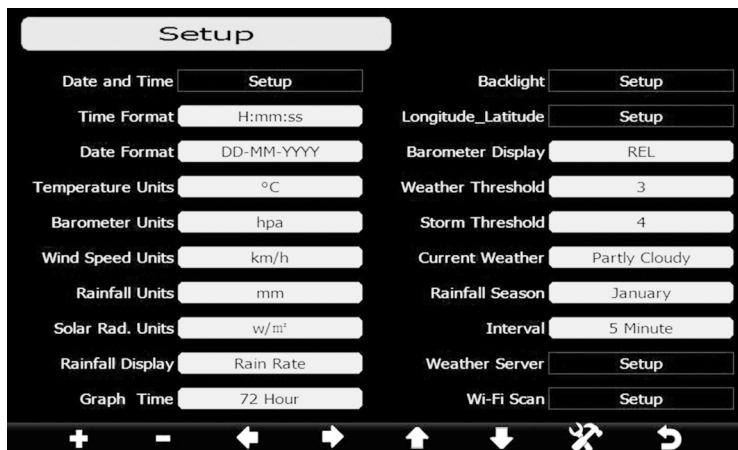 Setup
Date and Time Setup
Time Format H:mm:ss
Date Format DD-MM-YYYY
Temperature Units °C
Barometer Units hpa
Wind Speed Units km/h
Rainfall Units mm
Solar Rad. Units w/m²
Rainfall Display Rain Rate
Graph Time 72 Hour
Backlight Setup
Longitude_Latitude Setup
Barometer Display REL
Weather Threshold 3
Storm Threshold 4
Current Weather Partly Cloudy
Rainfall Season January
Interval 5 Minute
Weather Server Setup
Wi-Fi Scan Setup